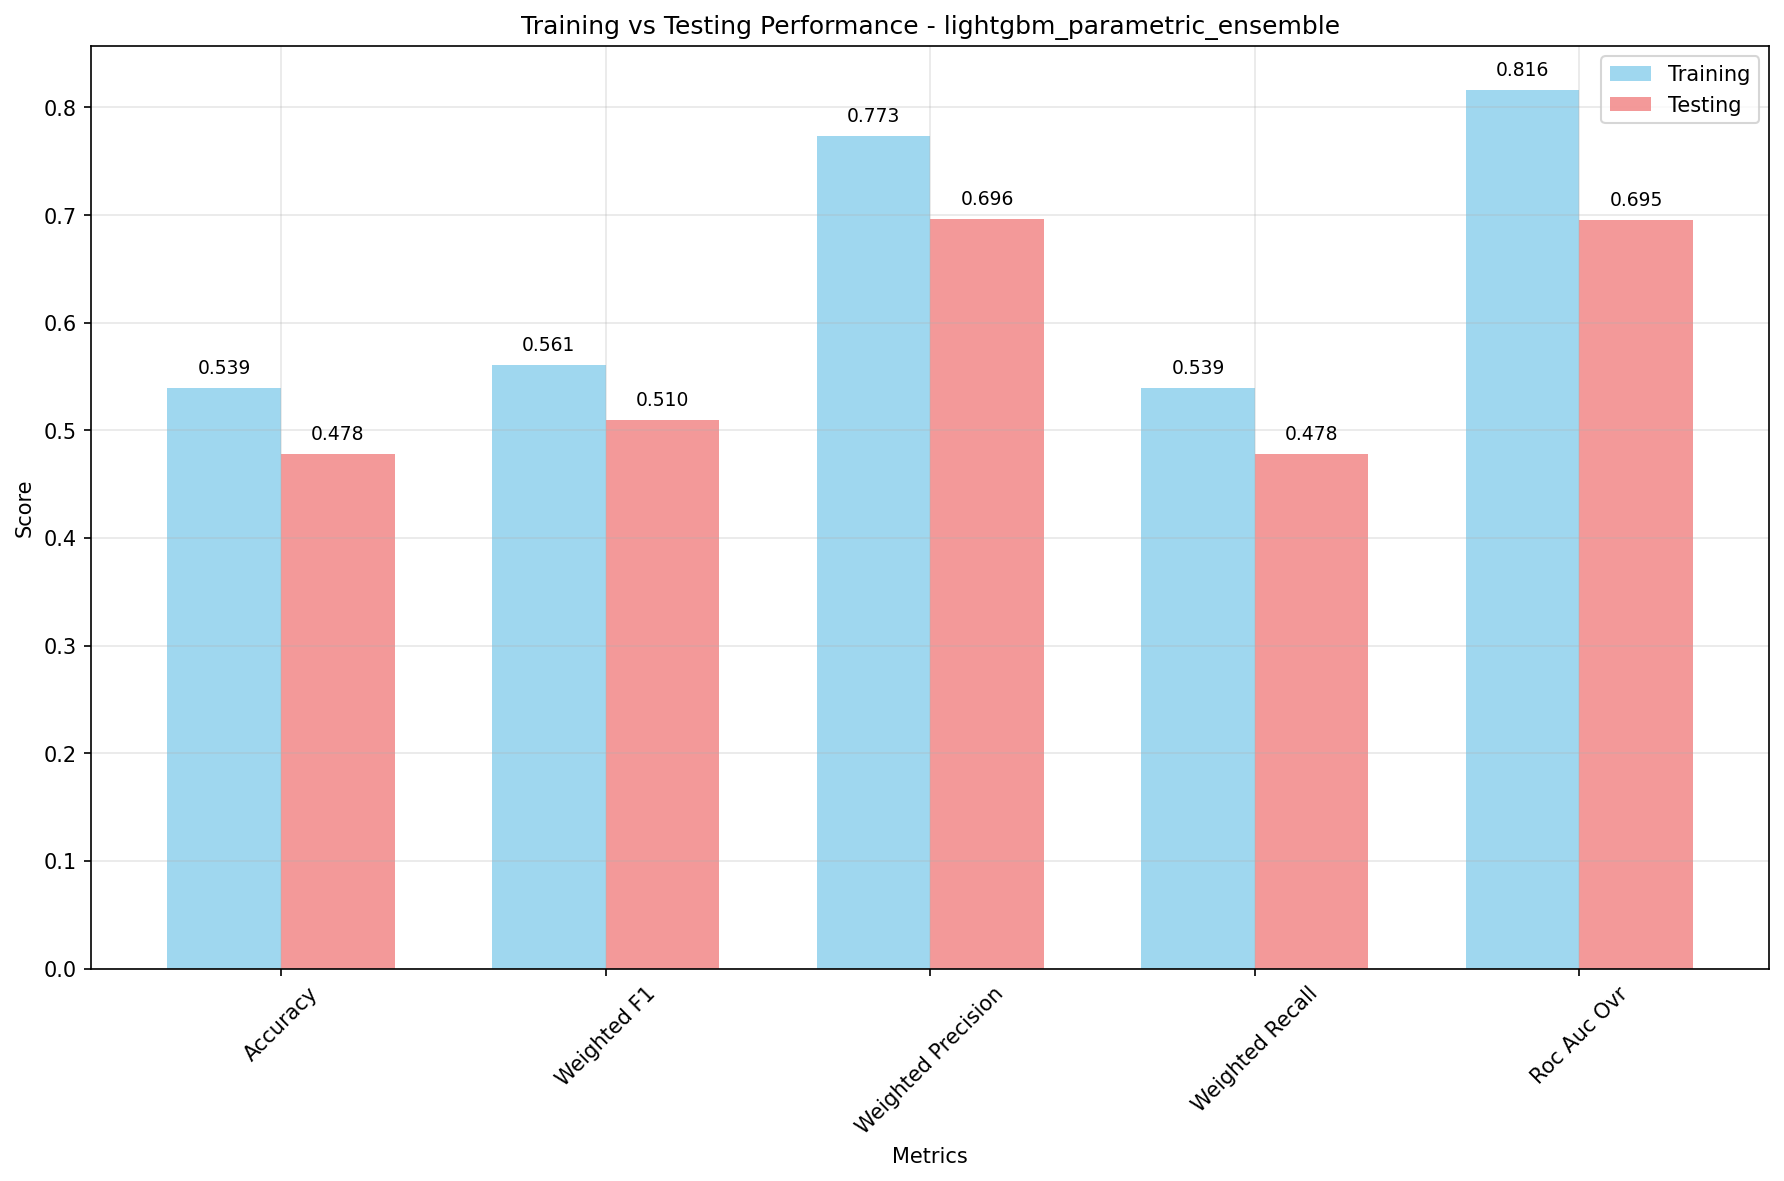 Training vs Testing Performance - lightgbm_parametric_ensemble
Training
Testing
Score
0.8
0.7
0.6
0.5
0.4
0.3
0.2
0.1
0.0
0.539
0.478
0.561
0.510
0.773
0.696
0.539
0.478
0.816
0.695
Accuracy
Weighted F1
Weighted Precision
Weighted Recall
Roc Auc Ovr
Metrics